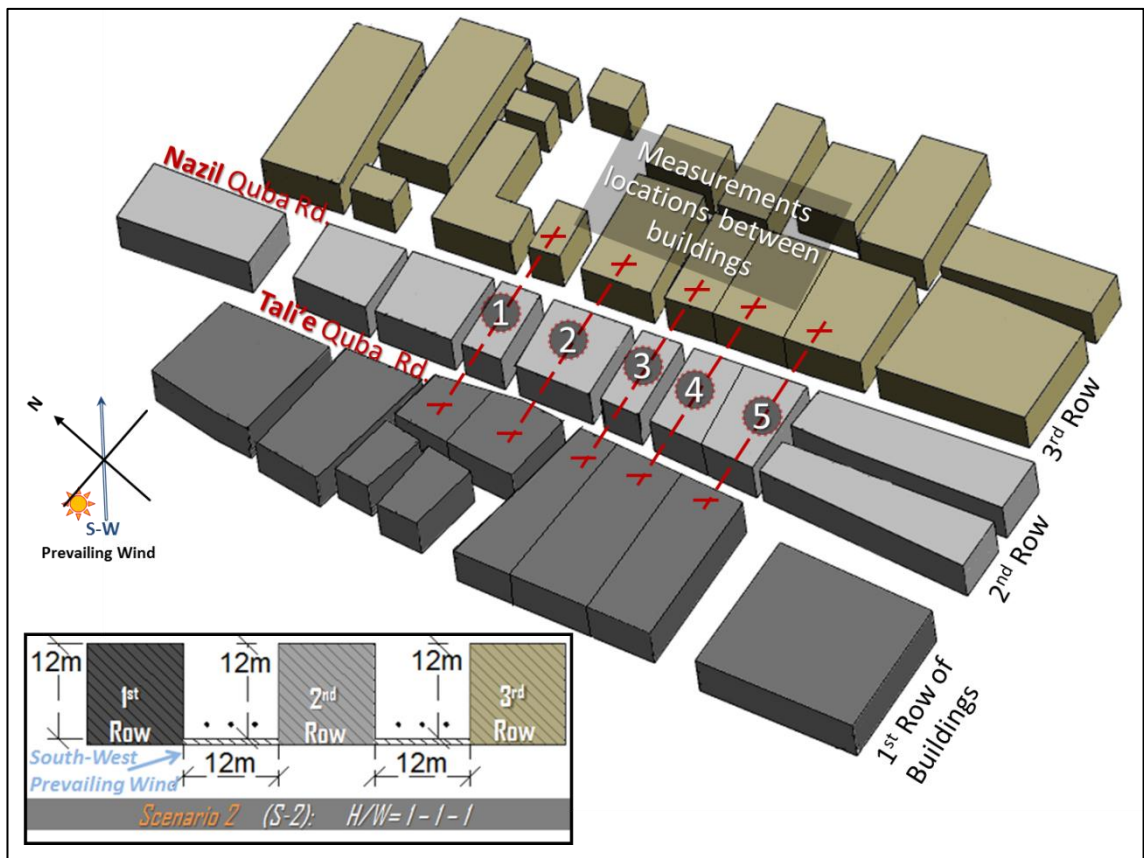 Nazil Quba Rd.
Measurements
locations between
buildings
Tali'e Quba Rd.
1
2
3
4
5
3rd Row
2nd Row
1st Row of
Buildings
N
S-W
Prevailing Wind
12m
12m
12m
1st
Row
2nd
Row
3rd
Row
South-West
Prevailing Wind
12m
12m
Scenario 2 (S-2): H/W= 1 – 1 – 1